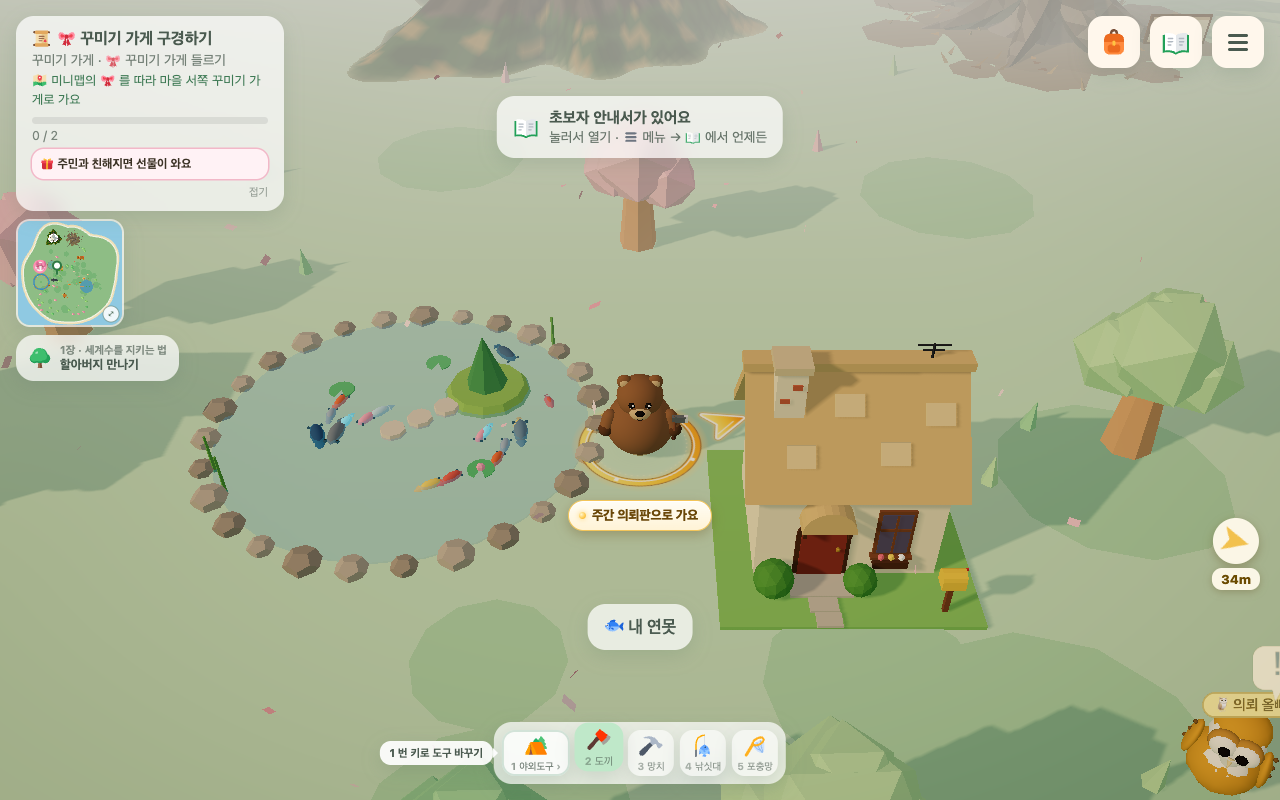 꾸미기 가게 구경하기
꾸미기 가게 · 꾸미기 가게 들르기
미니맵의 를 따라 마을 서쪽 꾸미기 가
게로 가요
0 / 2
주민과 친해지면 선물이 와요
접기
초보자 안내서가 있어요
눌러서 열기 · 메뉴 → 에서 언제든
1장 · 세계수를 지키는 법
할아버지 만나기
주간 의뢰판으로 가요
34m
내 연못
의뢰 올빼
1 번 키로 도구 바꾸기
1 야외도구 ›
2 도끼
3 망치
4 낚싯대
5 포충망